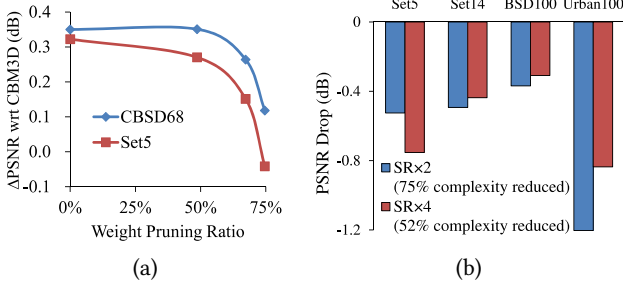 ΔPSNR wrt CBM3D (dB)
0.4
0.3
0.2
0.1
0.0
-0.1
CBSD68
Set5
0%
25%
50%
75%
Weight Pruning Ratio
(a)
Set5 Set14 BSD100 Urban100
PSNR Drop (dB)
0
-0.4
-0.8
-1.2
SR×2
(75% complexity reduced)
SR×4
(52% complexity reduced)
(b)